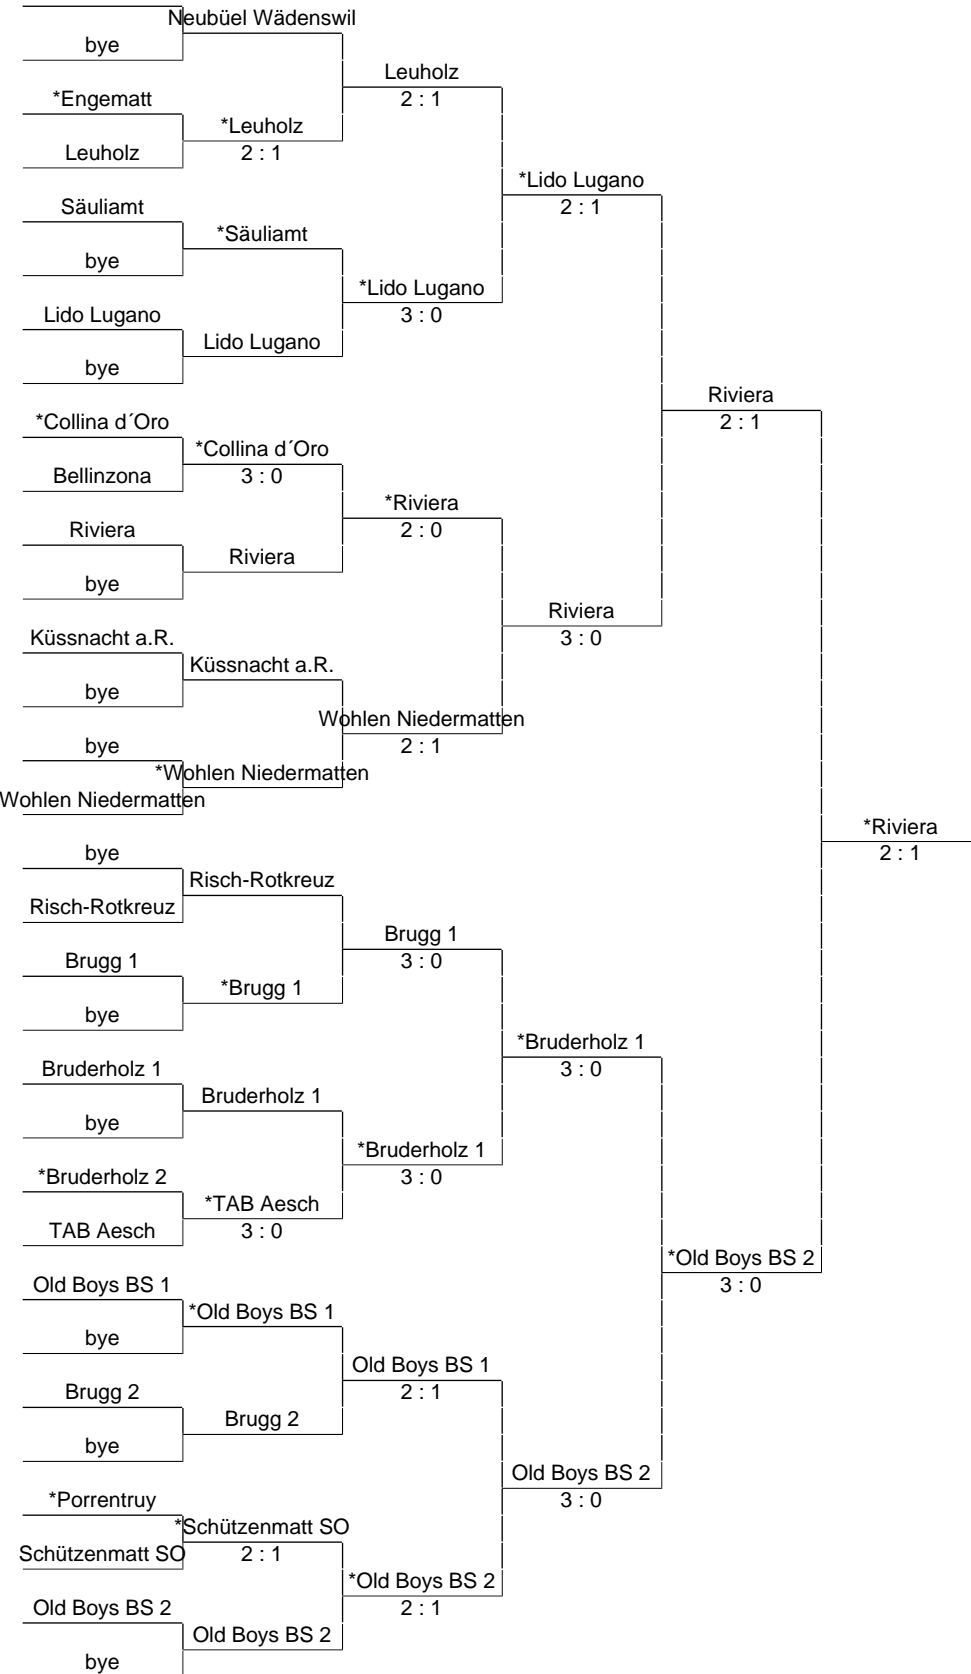 Neubüel Wädenswil
bye
Leuholz
2 : 1
*Engematt
*Leuholz
2 : 1
Leuholz
*Lido Lugano
2 : 1
Säuliamt
*Säuliamt
bye
*Lido Lugano
3 : 0
Lido Lugano
Lido Lugano
bye
Riviera
2 : 1
*Collina d´Oro
*Collina d´Oro
3 : 0
Bellinzona
*Riviera
2 : 0
Riviera
Riviera
bye
Riviera
3 : 0
Küssnacht a.R.
Küssnacht a.R.
bye
Wohlen Niedermatten
2 : 1
bye
*Wohlen Niedermatten
Wohlen Niedermatten
*Riviera
2 : 1
bye
Risch-Rotkreuz
Risch-Rotkreuz
Brugg 1
3 : 0
Brugg 1
*Brugg 1
bye
*Bruderholz 1
3 : 0
Bruderholz 1
Bruderholz 1
bye
*Bruderholz 1
3 : 0
*Bruderholz 2
*TAB Aesch
3 : 0
TAB Aesch
*Old Boys BS 2
3 : 0
Old Boys BS 1
*Old Boys BS 1
bye
Old Boys BS 1
2 : 1
Brugg 2
Brugg 2
bye
Old Boys BS 2
3 : 0
*Porrentruy
*Schützenmatt SO
2 : 1
Schützenmatt SO
*Old Boys BS 2
2 : 1
Old Boys BS 2
Old Boys BS 2
bye